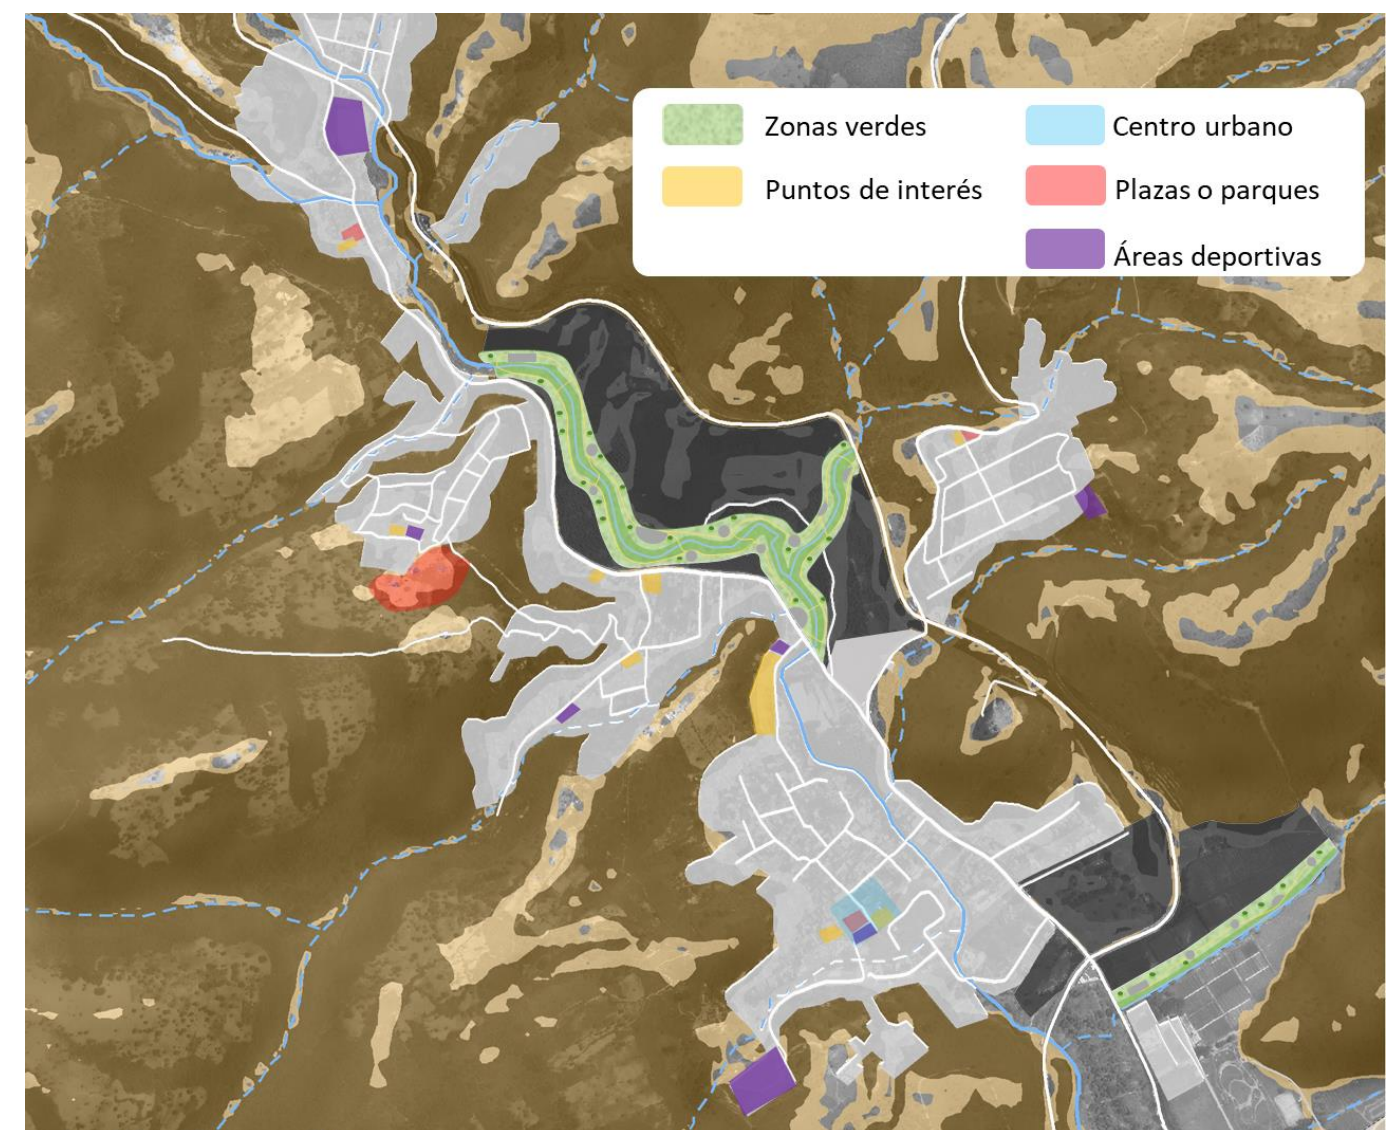 Zonas verdes
Centro urbano
Puntos de interés
Plazas o parques
Áreas deportivas